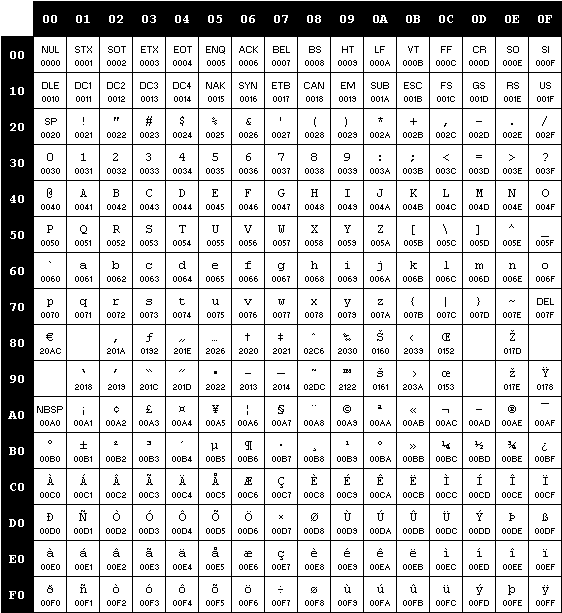 00 01 02 03 04 05 06 07 08 09 0A 0B 0C 0D 0E 0F
00 NUL STX SOT ETX EOT ENQ ACK BEL BS HT LF VT FF CR SO SI
0000 0001 0002 0003 0004 0005 0006 0007 0008 0009 000A 000B 000C 000D 000E 000F
10 DLE DC1 DC2 DC3 DC4 NAK SYN ETB CAN EM SUB ESC FS GS RS US
0010 0011 0012 0013 0014 0015 0016 0017 0018 0019 001A 001B 001C 001D 001E 001F
20 SP ! " # $ % & ' ( ) * + , - . /
0020 0021 0022 0023 0024 0025 0026 0027 0028 0029 002A 002B 002C 002D 002E 002F
30 0 1 2 3 4 5 6 7 8 9 : ; < = > ?
0030 0031 0032 0033 0034 0035 0036 0037 0038 0039 003A 003B 003C 003D 003E 003F
40 @ A B C D E F G H I J K L M N O
0040 0041 0042 0043 0044 0045 0046 0047 0048 0049 004A 004B 004C 004D 004E 004F
50 P Q R S T U V W X Y Z [ \ ] ^ _
0050 0051 0052 0053 0054 0055 0056 0057 0058 0059 005A 005B 005C 005D 005E 005F
60 ` a b c d e f g h i j k l m n o
0060 0061 0062 0063 0064 0065 0066 0067 0068 0069 006A 006B 006C 006D 006E 006F
70 p q r s t u v w x y z { | } ~ DEL
0070 0071 0072 0073 0074 0075 0076 0077 0078 0079 007A 007B 007C 007D 007E 007F
80 € ‚ ƒ „ … † ‡ ˆ ‰ Š ‹ Œ Ž
20AC 201A 0192 201E 2026 2020 2021 02C6 2030 0160 2039 0152 017D
90 ‘ ’ “ ” • – — ˜ ™ š › œ ž Ÿ
2018 2019 201C 201D 2022 2013 2014 02DC 2122 0161 203A 0153 017E 0178
A0 NBSP ¡ ¢ £ ¤ ¥ ¦ § ¨ © ª « ¬ - ® ¯
00A0 00A1 00A2 00A3 00A4 00A5 00A6 00A7 00A8 00A9 00AA 00AB 00AC 00AD 00AE 00AF
B0 ° ± ² ³ ´ µ ¶ · ¸ ¹ º » ¼ ½ ¾ ¿
00B0 00B1 00B2 00B3 00B4 00B5 00B6 00B7 00B8 00B9 00BA 00BB 00BC 00BD 00BE 00BF
C0 À Á Â Ã Ä Å Æ Ç È É Ê Ë Ì Í Î Ï
00C0 00C1 00C2 00C3 00C4 00C5 00C6 00C7 00C8 00C9 00CA 00CB 00CC 00CD 00CE 00CF
D0 Ð Ñ Ò Ó Ô Õ Ö × Ø Ù Ú Û Ü Ý Þ ß
00D0 00D1 00D2 00D3 00D4 00D5 00D6 00D7 00D8 00D9 00DA 00DB 00DC 00DD 00DE 00DF
E0 à á â ã ä å æ ç è é ê ë ì í î ï
00E0 00E1 00E2 00E3 00E4 00E5 00E6 00E7 00E8 00E9 00EA 00EB 00EC 00ED 00EE 00EF
F0 ð ñ ò ó ô õ ö ÷ ø ù ú û ü ý þ ÿ
00F0 00F1 00F2 00F3 00F4 00F5 00F6 00F7 00F8 00F9 00FA 00FB 00FC 00FD 00FE 00FF